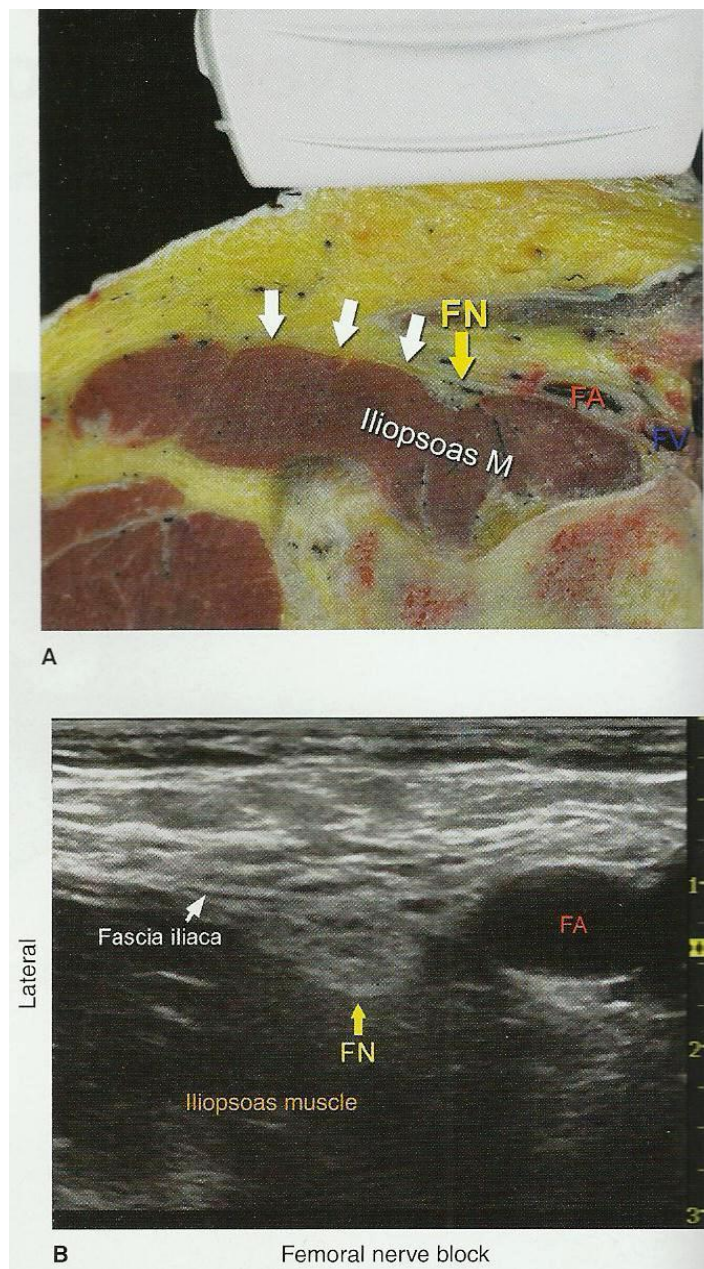 FN
FA
FV
Iliopsoas M
A
1
Fascia iliaca
FA
Lateral
FN
2
Iliopsoas muscle
3
B
Femoral nerve block